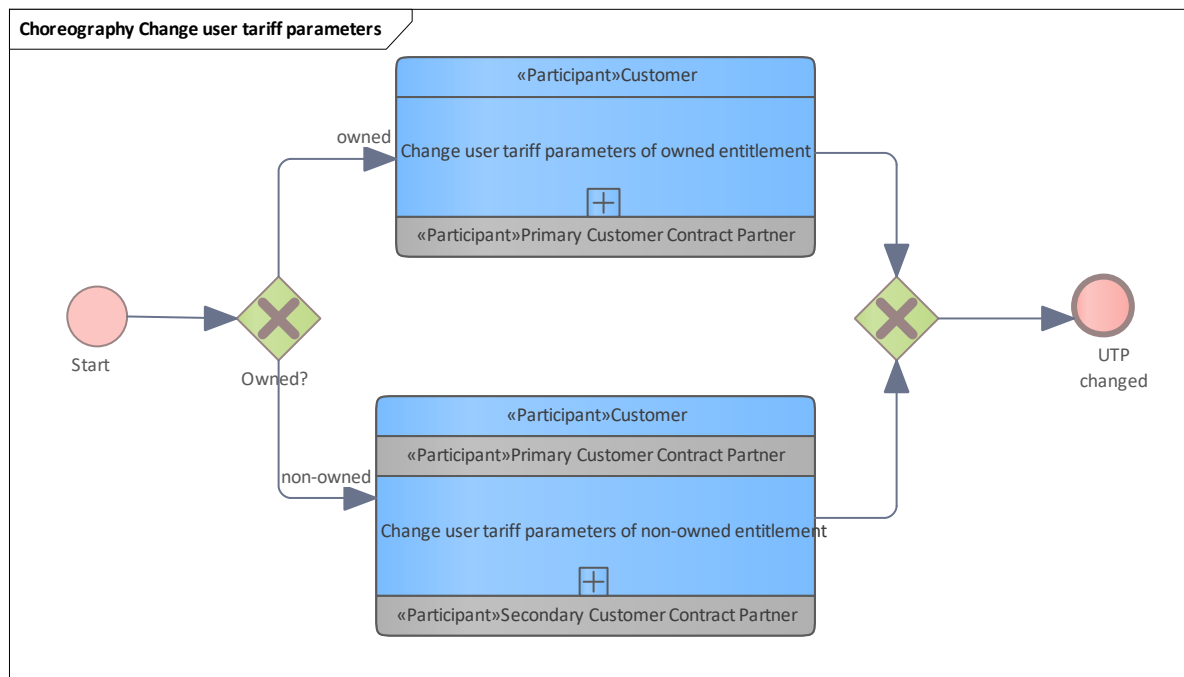 Choreography Change user tariff parameters
«Participant»Customer
owned
Change user tariff parameters of owned entitlement
«Participant»Primary Customer Contract Partner
Start
Owned?
UTP
changed
«Participant»Customer
«Participant»Primary Customer Contract Partner
non-owned
Change user tariff parameters of non-owned entitlement
«Participant»Secondary Customer Contract Partner